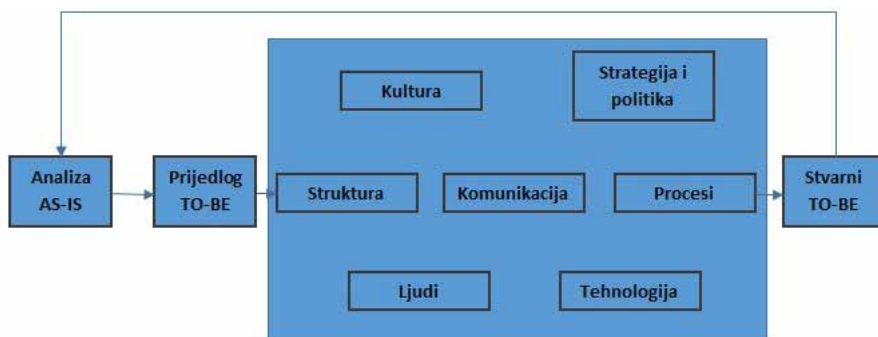 Kultura
Strategija i
politika
Analiza
AS-IS
Prijedlog
TO-BE
Struktura
Komunikacija
Procesi
Stvarni
TO-BE
Ljudi
Tehnologija